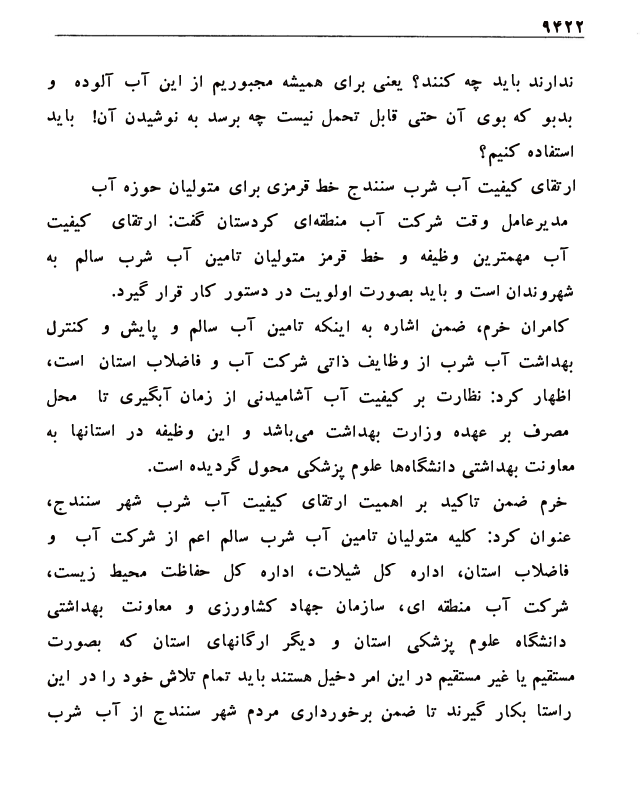 ۹۴۲۲
ندارند باید چه کنند؟ یعنی برای همیشه مجبوریم از این آب آلوده و
بدبو که بوی آن حتی قابل تحمل نیست چه برسد به نوشیدن آن! باید
استفاده کنیم؟
ارتقای کیفیت آب شرب سنندج خط قرمزی برای متولیان حوزه آب
مدیرعامل وقت شرکت آب منطقه‌ای کردستان گفت: ارتقای کیفیت
آب مهمترین وظیفه و خط قرمز متولیان تامین آب شرب سالم به
شهروندان است و باید بصورت اولویت در دستور کار قرار گیرد.
کامران خرم، ضمن اشاره به اینکه تامین آب سالم و پایش و کنترل
بهداشت آب شرب از وظایف ذاتی شرکت آب و فاضلاب استان است،
اظهار کرد: نظارت بر کیفیت آب آشامیدنی از زمان آبگیری تا محل
مصرف بر عهده وزارت بهداشت می‌باشد و این وظیفه در استانها به
معاونت بهداشتی دانشگاه‌ها علوم پزشکی محول گردیده است.
خرم ضمن تاکید بر اهمیت ارتقای کیفیت آب شرب شهر سنندج،
عنوان کرد: کلیه متولیان تامین آب شرب سالم اعم از شرکت آب و
فاضلاب استان، اداره کل شیلات، اداره کل حفاظت محیط زیست،
شرکت آب منطقه ای، سازمان جهاد کشاورزی و معاونت بهداشتی
دانشگاه علوم پزشکی استان و دیگر ارگانهای استان که بصورت
مستقیم یا غیر مستقیم در این امر دخیل هستند باید تمام تلاش خود را در این
راستا بکار گیرند تا ضمن برخورداری مردم شهر سنندج از آب شرب